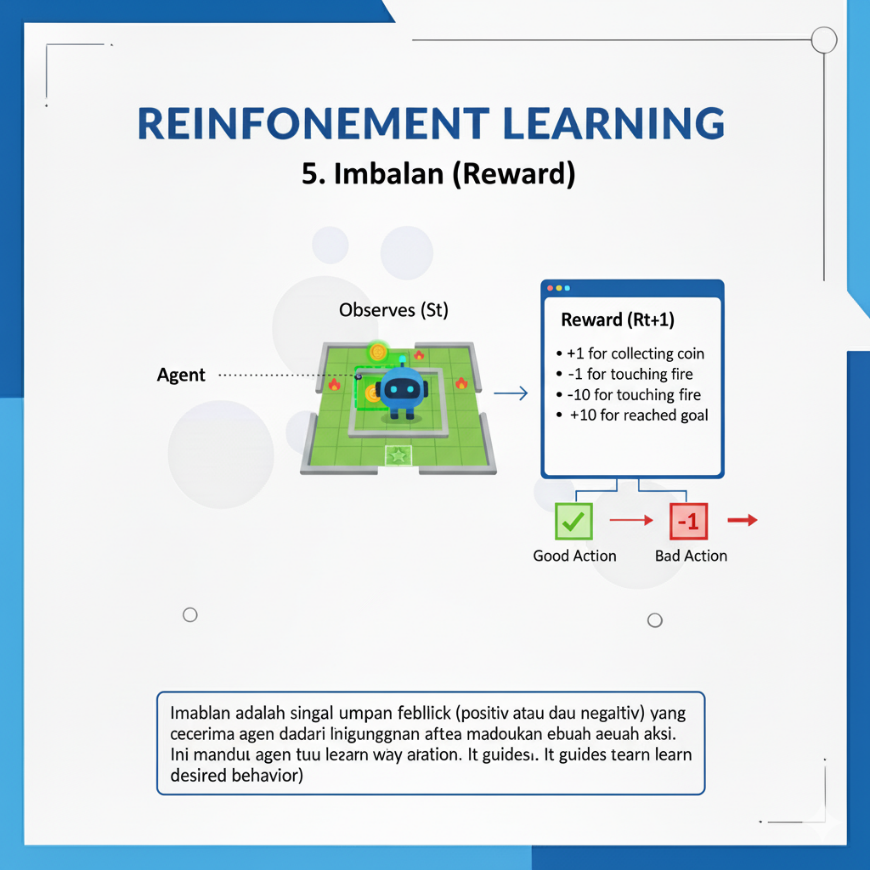 REINFONEMENT LEARNING
5. Imbalan (Reward)
Observes (St)
Agent
Reward (Rt+1)
• +1 for collecting coin
• -1 for touching fire
• -10 for touching fire
• +10 for reached goal
-1
Good Action
Bad Action
Imablan adalah singal umpan febllick (positiv atau dau negaltiv) yang
cecerima agen dadari lnigunggnan aftea madoukan ebuah aeuah aksi.
Ini mandut agen tuu learn way aration. It guides. It guides tearn learn
desired behavior)